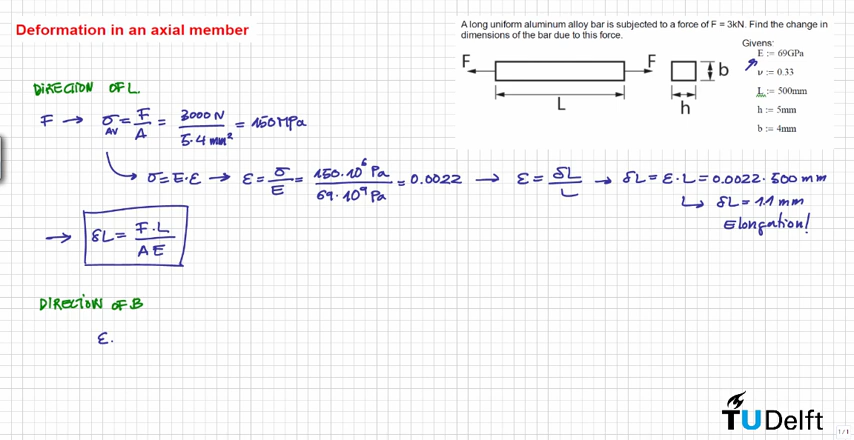 Deformation in an axial member
A long uniform aluminum alloy bar is subjected to a force of F = 3kN. Find the change in
dimensions of the bar due to this force.
Givens:
E := 69GPa
ν := 0.33
L := 500mm
h := 5mm
b := 4mm
F
F
L
b
h
DIRECTION OF L.
F → σ_AV = F/A = 3000 N / 5·4 mm² = 150 MPa
↳ σ = E·ε → ε = σ/E = 150·10⁶ Pa / 69·10⁹ Pa = 0.0022 → ε = δL/L → δL = ε·L = 0.0022·500 mm
↳ δL = 1.1 mm
Elongation!
→ δL = F·L / AE
DIRECTION OF B
ε.
TUDelft
1/1